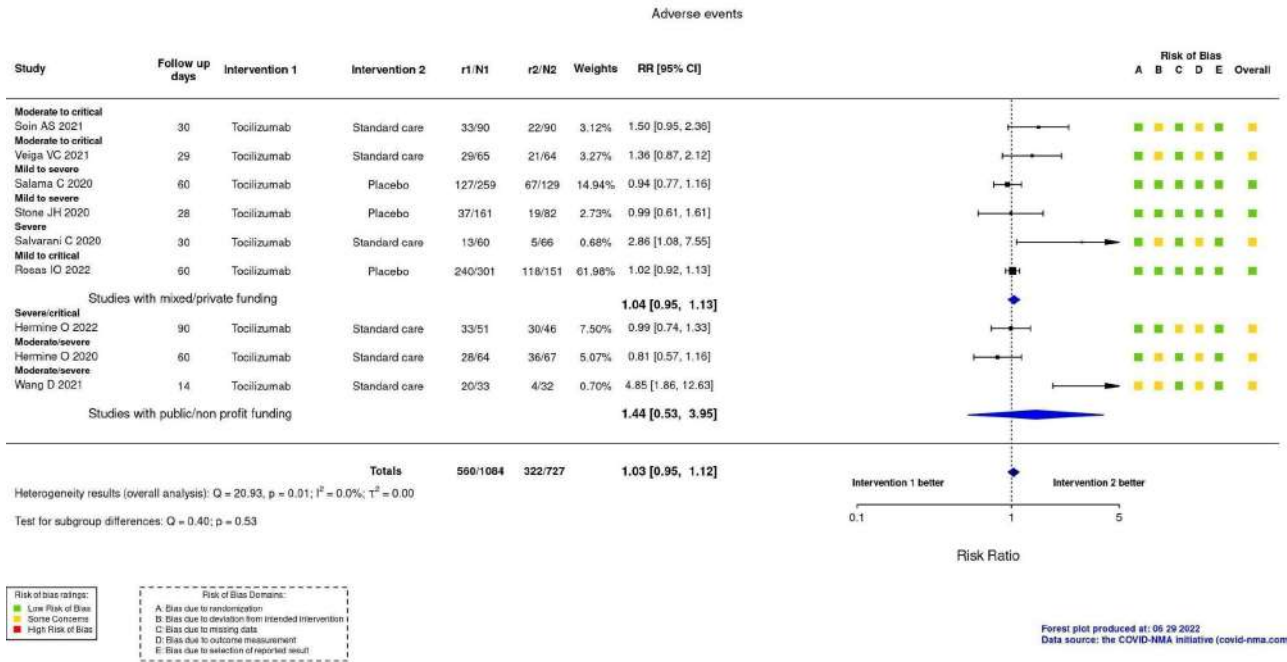 Adverse events
Study Follow up days Intervention 1 Intervention 2 r1/N1 r2/N2 Weights RR [95% CI] Risk of Bias A B C D E Overall
Moderate to critical
Soin AS 2021 30 Tocilizumab Standard care 33/90 22/90 3.12% 1.50 [0.95, 2.36]
Moderate to critical
Veiga VC 2021 29 Tocilizumab Standard care 29/65 21/64 3.27% 1.36 [0.87, 2.12]
Mild to severe
Salama C 2020 60 Tocilizumab Placebo 127/259 67/129 14.94% 0.94 [0.77, 1.16]
Mild to severe
Stone JH 2020 28 Tocilizumab Placebo 37/161 19/82 2.73% 0.99 [0.61, 1.61]
Severe
Salvarani C 2020 30 Tocilizumab Standard care 13/60 5/66 0.68% 2.86 [1.08, 7.55]
Mild to critical
Rosas IO 2022 60 Tocilizumab Placebo 240/301 118/151 61.98% 1.02 [0.92, 1.13]
Studies with mixed/private funding 1.04 [0.95, 1.13]
Severe/critical
Hermine O 2022 90 Tocilizumab Standard care 33/51 30/46 7.50% 0.99 [0.74, 1.33]
Moderate/severe
Hermine O 2020 60 Tocilizumab Standard care 28/64 36/67 5.07% 0.81 [0.57, 1.16]
Moderate/severe
Wang D 2021 14 Tocilizumab Standard care 20/33 4/32 0.70% 4.85 [1.86, 12.63]
Studies with public/non profit funding 1.44 [0.53, 3.95]
Totals 560/1084 322/727 1.03 [0.95, 1.12]
Heterogeneity results (overall analysis): Q = 20.93, p = 0.01; I² = 0.0%; τ² = 0.00
Test for subgroup differences: Q = 0.40; p = 0.53
Intervention 1 better Intervention 2 better
0.1 1 5
Risk Ratio
Risk of bias ratings:
Low Risk of Bias
Some Concerns
High Risk of Bias
Risk of Bias Domains:
A: Bias due to randomization
B: Bias due to deviation from intended intervention
C: Bias due to missing data
D: Bias due to outcome measurement
E: Bias due to selection of reported result
Forest plot produced at: 06 29 2022
Data source: the COVID-NMA initiative (covid-nma.com